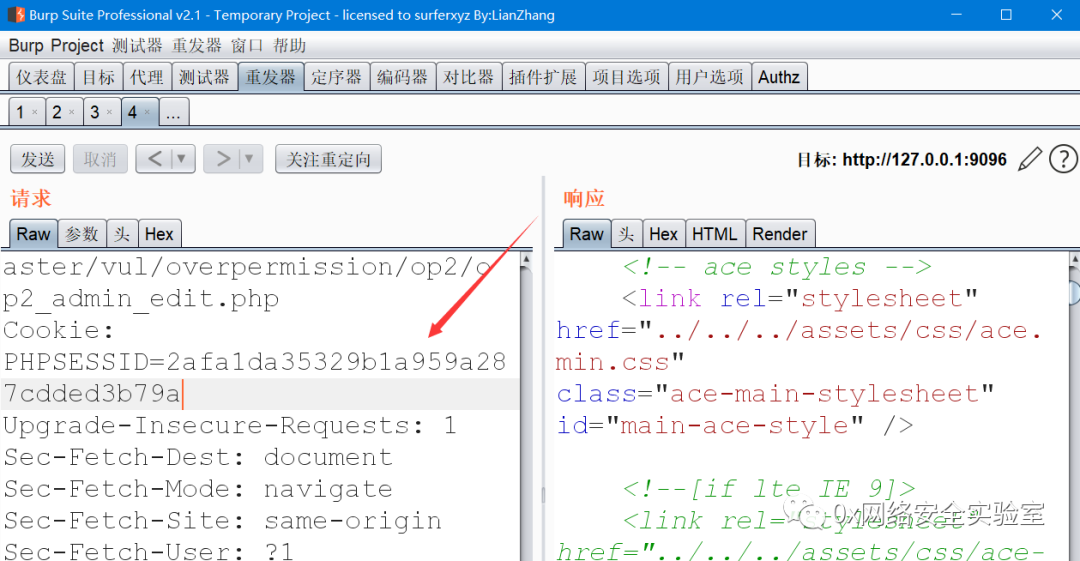 Burp Suite Professional v2.1 - Temporary Project - licensed to surferxyz By:LianZhang
Burp Project 测试器 重发器 窗口 帮助
仪表盘 目标 代理 测试器 重发器 定序器 编码器 对比器 插件扩展 项目选项 用户选项 Authz
1 × 2 × 3 × 4 × ...
发送 取消 < ▼ > ▼ 关注重定向 目标: http://127.0.0.1:9096 ?
请求
Raw 参数 头 Hex
aster/vul/overpermission/op2/o
p2_admin_edit.php
Cookie:
PHPSESSID=2afa1da35329b1a959a28
7cdded3b79a
Upgrade-Insecure-Requests: 1
Sec-Fetch-Dest: document
Sec-Fetch-Mode: navigate
Sec-Fetch-Site: same-origin
Sec-Fetch-User: ?1
响应
Raw 头 Hex HTML Render
<!-- ace styles -->
<link rel="stylesheet"
href="../../../assets/css/ace.
min.css"
class="ace-main-stylesheet"
id="main-ace-style" />
<!--[if lte IE 9]>
<link rel="stylesheet"
href="../../../assets/css/ace-
0x网络安全实验室